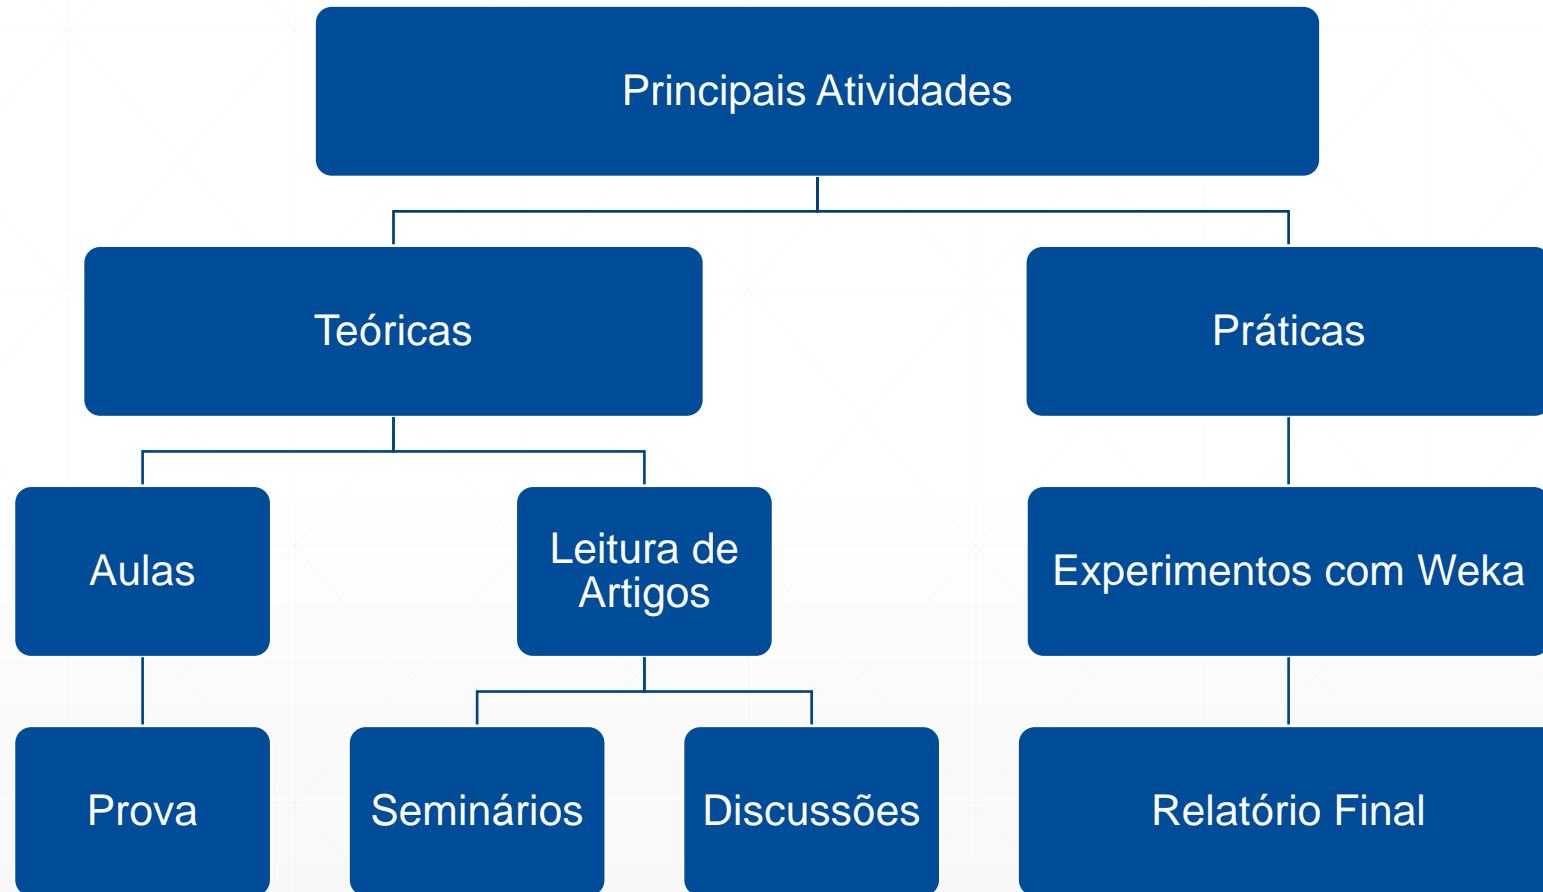 Principais Atividades
Teóricas
Práticas
Aulas
Leitura de
Artigos
Experimentos com Weka
Prova
Seminários
Discussões
Relatório Final